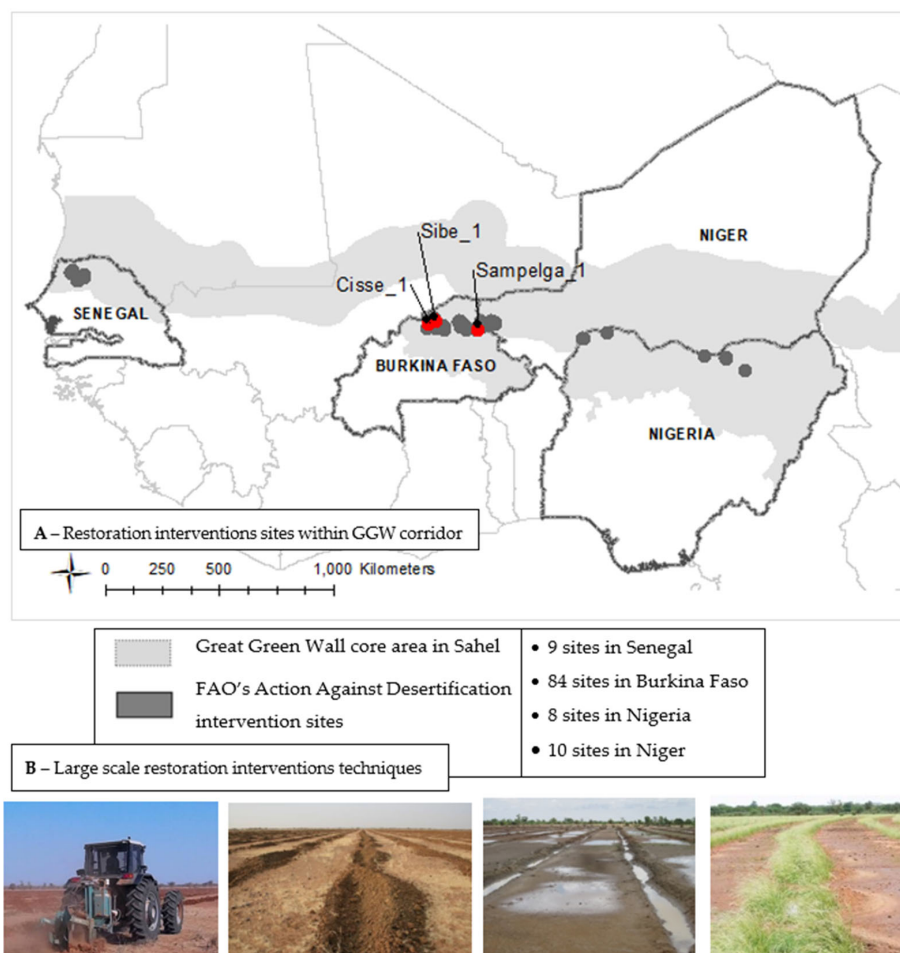 Sibe_1
NIGER
Cisse_1
Sampelga_1
SENEGAL
BURKINA FASO
NIGERIA
A – Restoration interventions sites within GGW corridor
0 250 500 1,000 Kilometers
Great Green Wall core area in Sahel
FAO's Action Against Desertification
intervention sites
• 9 sites in Senegal
• 84 sites in Burkina Faso
• 8 sites in Nigeria
• 10 sites in Niger
B – Large scale restoration interventions techniques